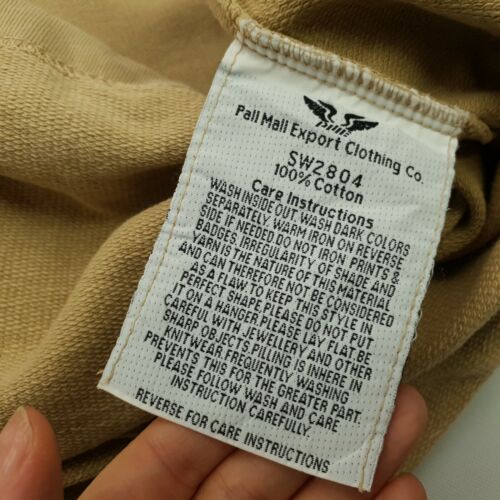 PME
Pall Mall Export Clothing Co.
SW2804
100% Cotton
Care Instructions
WASH INSIDE OUT. WASH DARK COLORS
SEPARATELY. WARM IRON ON REVERSE
SIDE IF NEEDED DO NOT IRON PRINTS &
BADGES. IRREGULARITY OF SHADE AND
YARN IS THE NATURE OF THIS MATERIAL
AND CAN THEREFORE NOT BE CONSIDERED
AS A FLAW TO KEEP THIS STYLE IN
PERFECT SHAPE PLEASE DO NOT PUT
IT ON A HANGER PLEASE LAY FLAT BE
CAREFUL WITH JEWELLERY AND OTHER
SHARP OBJECTS PILLING IS INHERE IN
KNITWEAR FREQUENTLY WASHING
PREVENTS THIS FOR THE GREATER PART.
PLEASE FOLLOW WASH AND CARE
INSTRUCTION CAREFULLY.
REVERSE FOR CARE INSTRUCTIONS